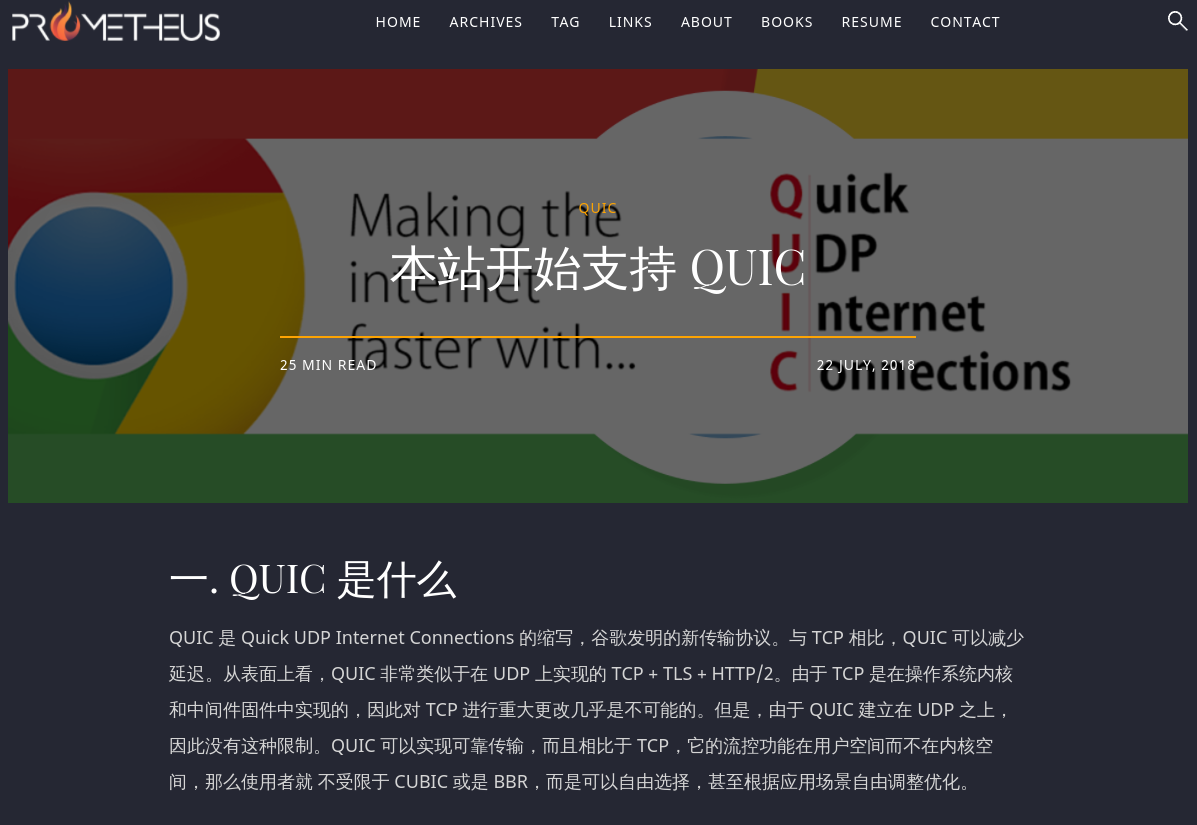 PROMETHEUS
HOME ARCHIVES TAG LINKS ABOUT BOOKS RESUME CONTACT
Making the
internet
faster with...
Quick
UDP
Internet
Connections
QUIC
本站开始支持 QUIC
25 MIN READ
22 JULY, 2018
一. QUIC 是什么
QUIC 是 Quick UDP Internet Connections 的缩写，谷歌发明的新传输协议。与 TCP 相比，QUIC 可以减少
延迟。从表面上看，QUIC 非常类似于在 UDP 上实现的 TCP + TLS + HTTP/2。由于 TCP 是在操作系统内核
和中间件固件中实现的，因此对 TCP 进行重大更改几乎是不可能的。但是，由于 QUIC 建立在 UDP 之上，
因此没有这种限制。QUIC 可以实现可靠传输，而且相比于 TCP，它的流控功能在用户空间而不在内核空
间，那么使用者就 不受限于 CUBIC 或是 BBR，而是可以自由选择，甚至根据应用场景自由调整优化。